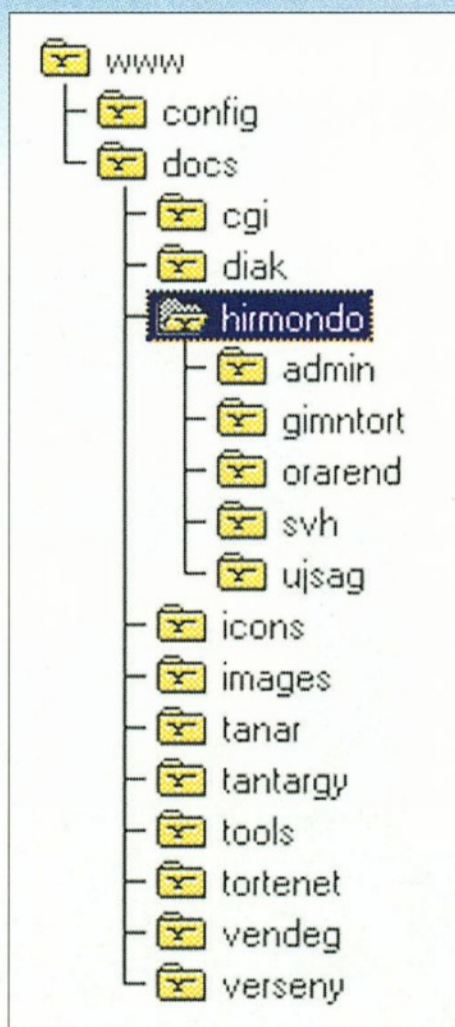 www
config
docs
cgi
diak
hirmondo
admin
gimntort
orarend
svh
ujsag
icons
images
tanar
tantargy
tools
tortenet
vendeg
verseny